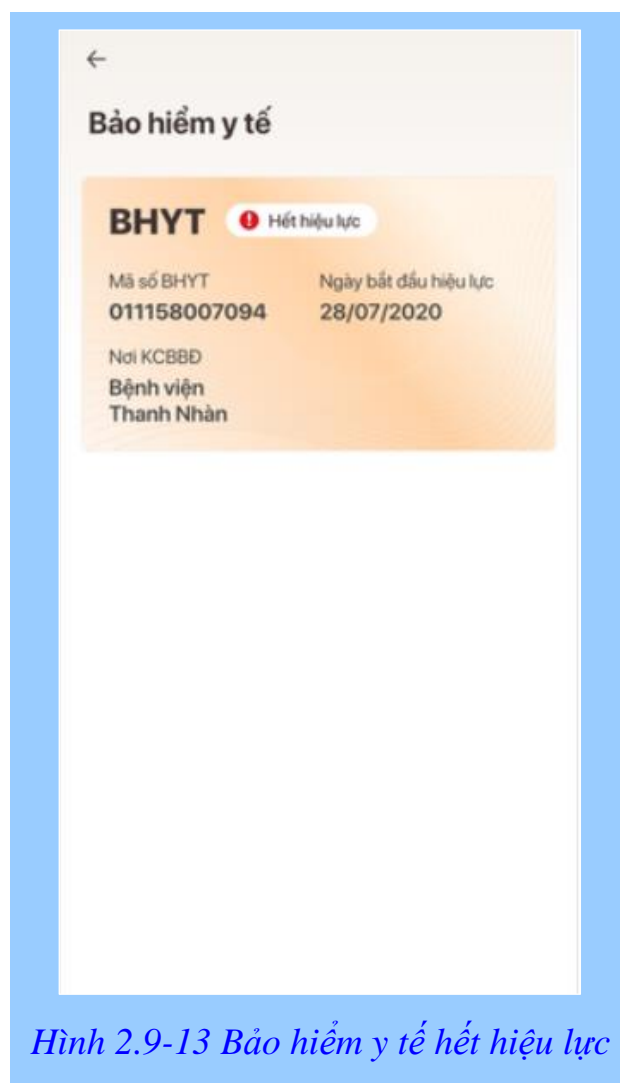 ←
Bảo hiểm y tế
BHYT Hết hiệu lực
Mã số BHYT Ngày bắt đầu hiệu lực
011158007094 28/07/2020
Nơi KCBBĐ
Bệnh viện
Thanh Nhàn
Hình 2.9-13 Bảo hiểm y tế hết hiệu lực